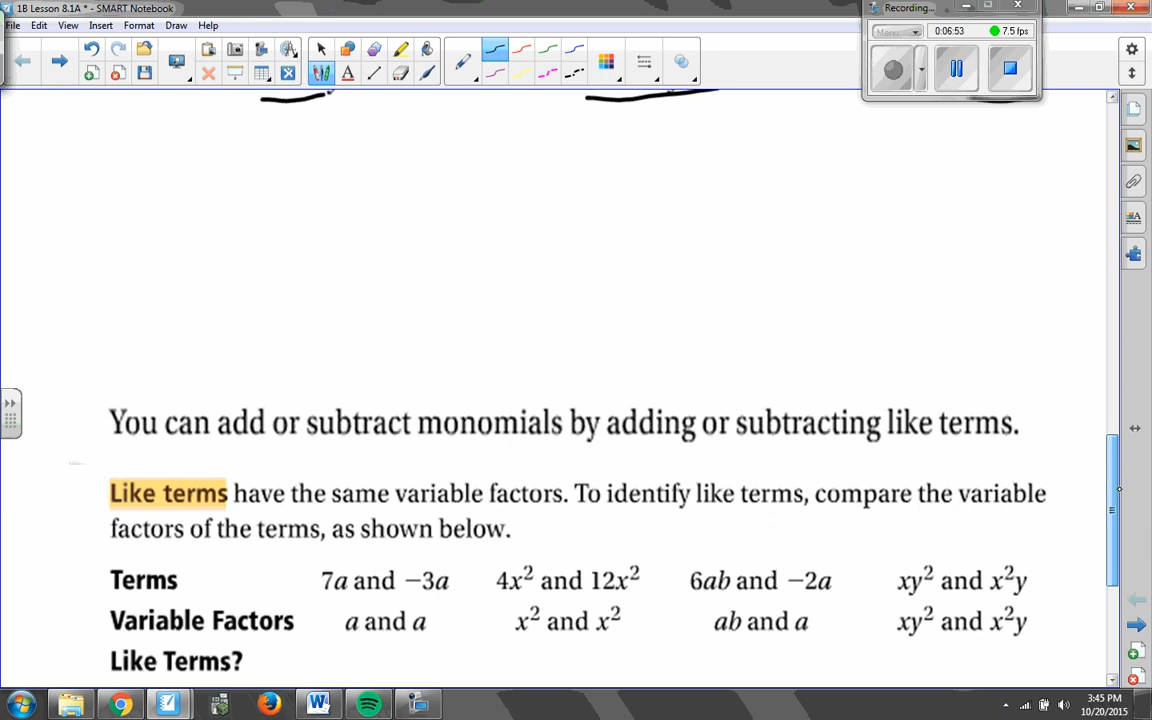 1B Lesson 8.1A * - SMART Notebook
Recording...
File Edit View Insert Format Tools Help
Menu 0:06:53 7.5 fps
You can add or subtract monomials by adding or subtracting like terms.
Like terms have the same variable factors. To identify like terms, compare the variable
factors of the terms, as shown below.
Terms 7a and −3a 4x² and 12x² 6ab and −2a xy² and x²y
Variable Factors a and a x² and x² ab and a xy² and x²y
Like Terms?
3:45 PM
10/20/2015